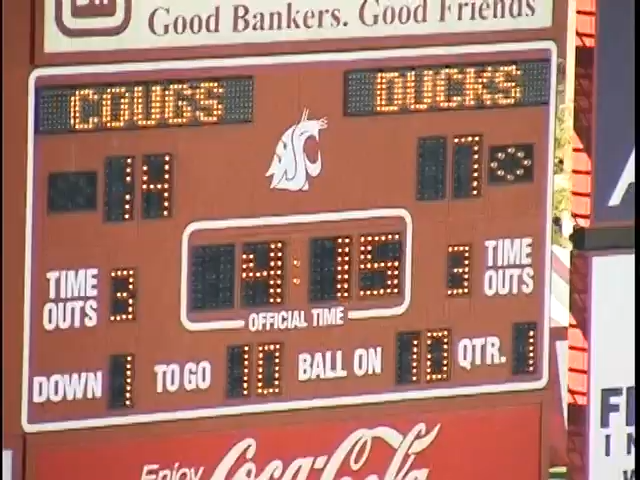 Good Bankers. Good Friends
COUGS DUCKS
14 7
4:15
TIME OUTS 3 3 TIME OUTS
OFFICIAL TIME
DOWN 1 TO GO 10 BALL ON 10 QTR. 1
Enjoy Coca-Cola